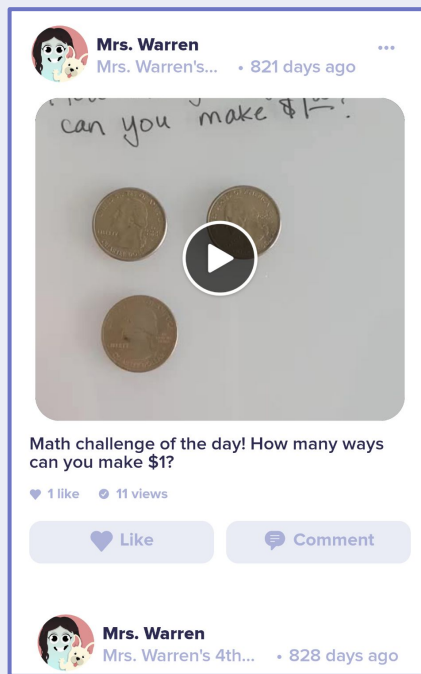 Mrs. Warren
Mrs. Warren's... • 821 days ago
can you make $1
Math challenge of the day! How many ways
can you make $1?
1 like 11 views
Like Comment
Mrs. Warren
Mrs. Warren's 4th... • 828 days ago